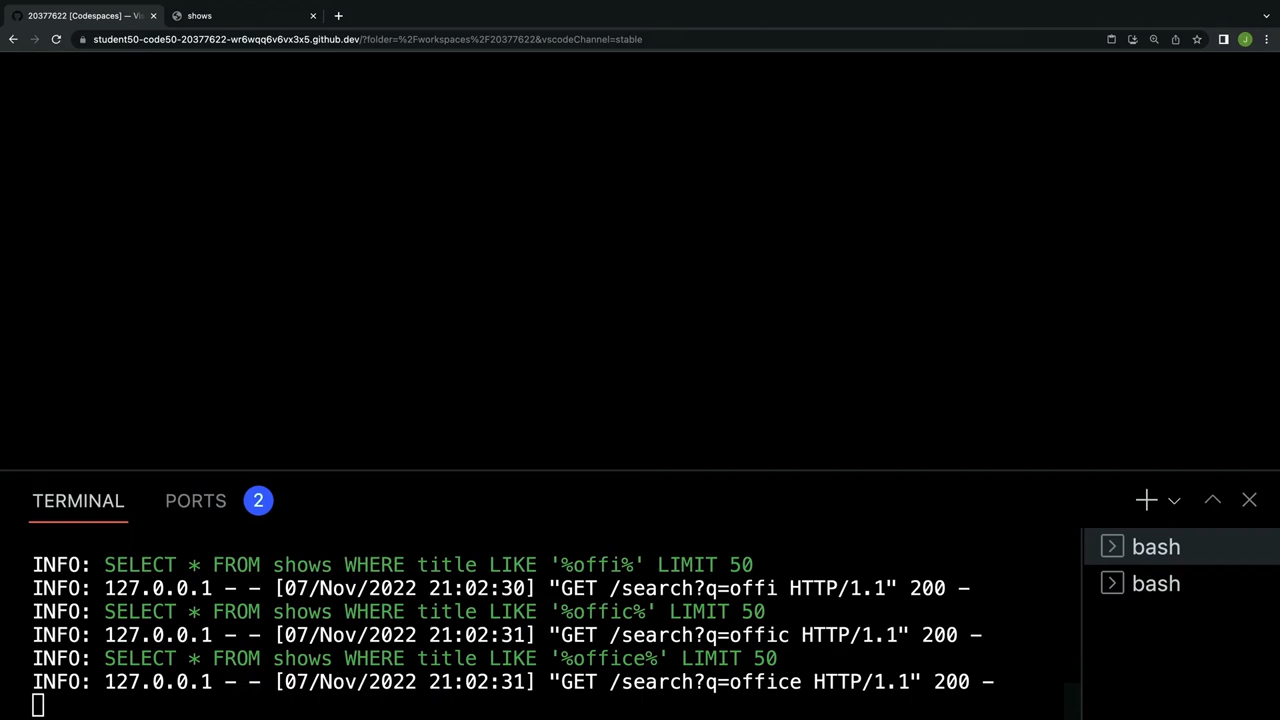 20377622 [Codespaces] — Vi
shows
student50-code50-20377622-wr6wqq6v6vx3x5.github.dev/?folder=%2Fworkspaces%2F20377622&vscodeChannel=stable
J
TERMINAL
PORTS
2
INFO: SELECT * FROM shows WHERE title LIKE '%offi%' LIMIT 50
INFO: 127.0.0.1 - - [07/Nov/2022 21:02:30] "GET /search?q=offi HTTP/1.1" 200 -
INFO: SELECT * FROM shows WHERE title LIKE '%offic%' LIMIT 50
INFO: 127.0.0.1 - - [07/Nov/2022 21:02:31] "GET /search?q=offic HTTP/1.1" 200 -
INFO: SELECT * FROM shows WHERE title LIKE '%office%' LIMIT 50
INFO: 127.0.0.1 - - [07/Nov/2022 21:02:31] "GET /search?q=office HTTP/1.1" 200 -
bash
bash